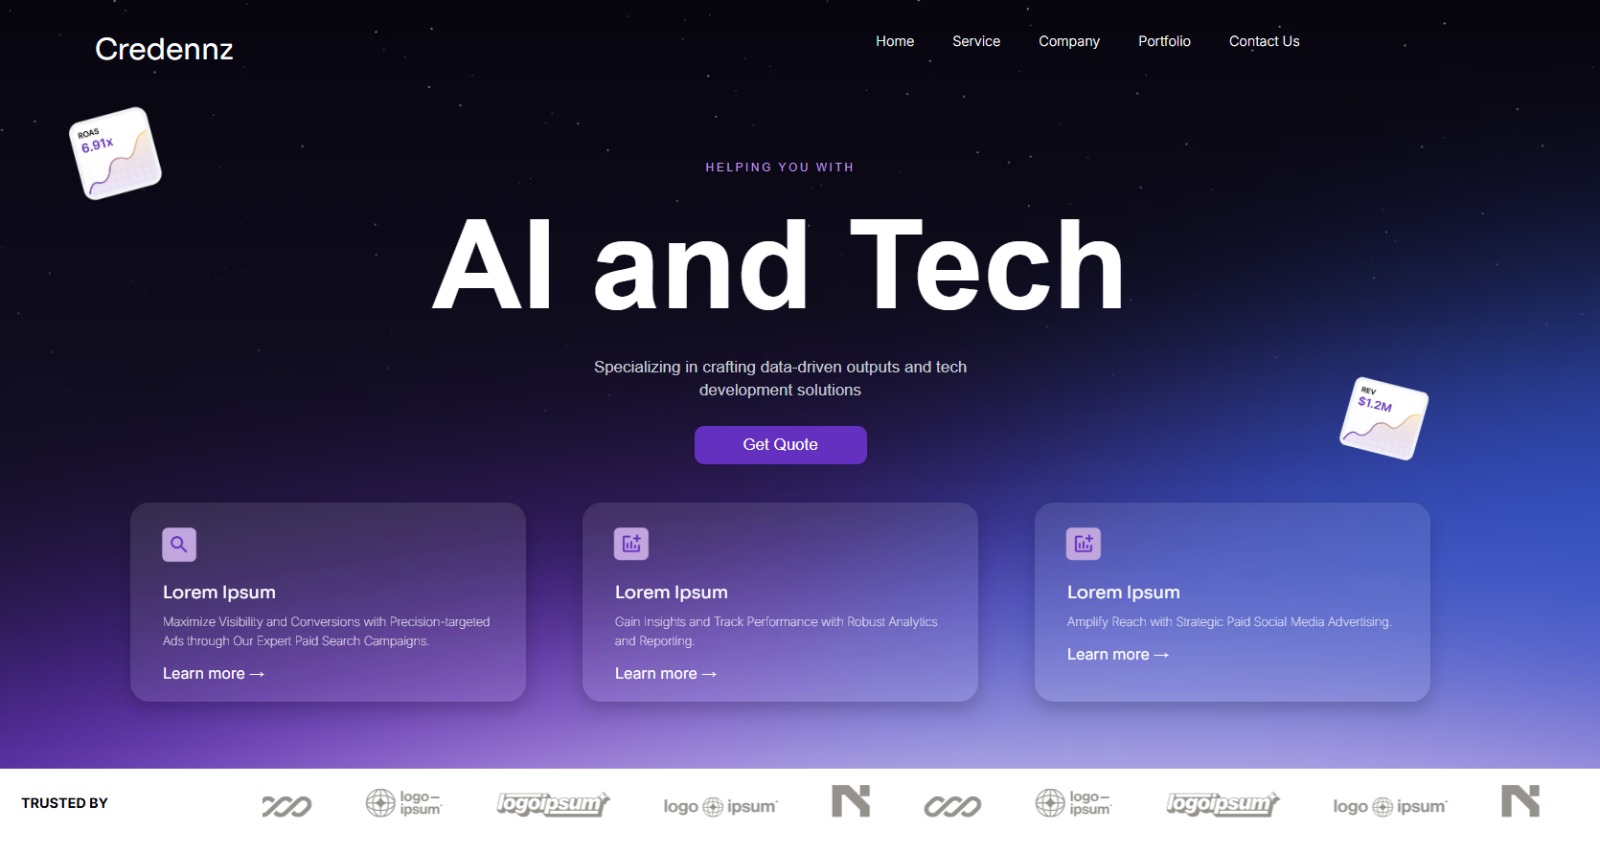 Credennz
Home Service Company Portfolio Contact Us
ROAS
6.91x
HELPING YOU WITH
AI and Tech
Specializing in crafting data-driven outputs and tech
development solutions
REV
$1.2M
Get Quote
Lorem Ipsum
Maximize Visibility and Conversions with Precision-targeted
Ads through Our Expert Paid Search Campaigns.
Learn more →
Lorem Ipsum
Gain Insights and Track Performance with Robust Analytics
and Reporting.
Learn more →
Lorem Ipsum
Amplify Reach with Strategic Paid Social Media Advertising.
Learn more →
TRUSTED BY
logo—
ipsum
logoipsum
logo ipsum
logo—
ipsum
logoipsum
logo ipsum